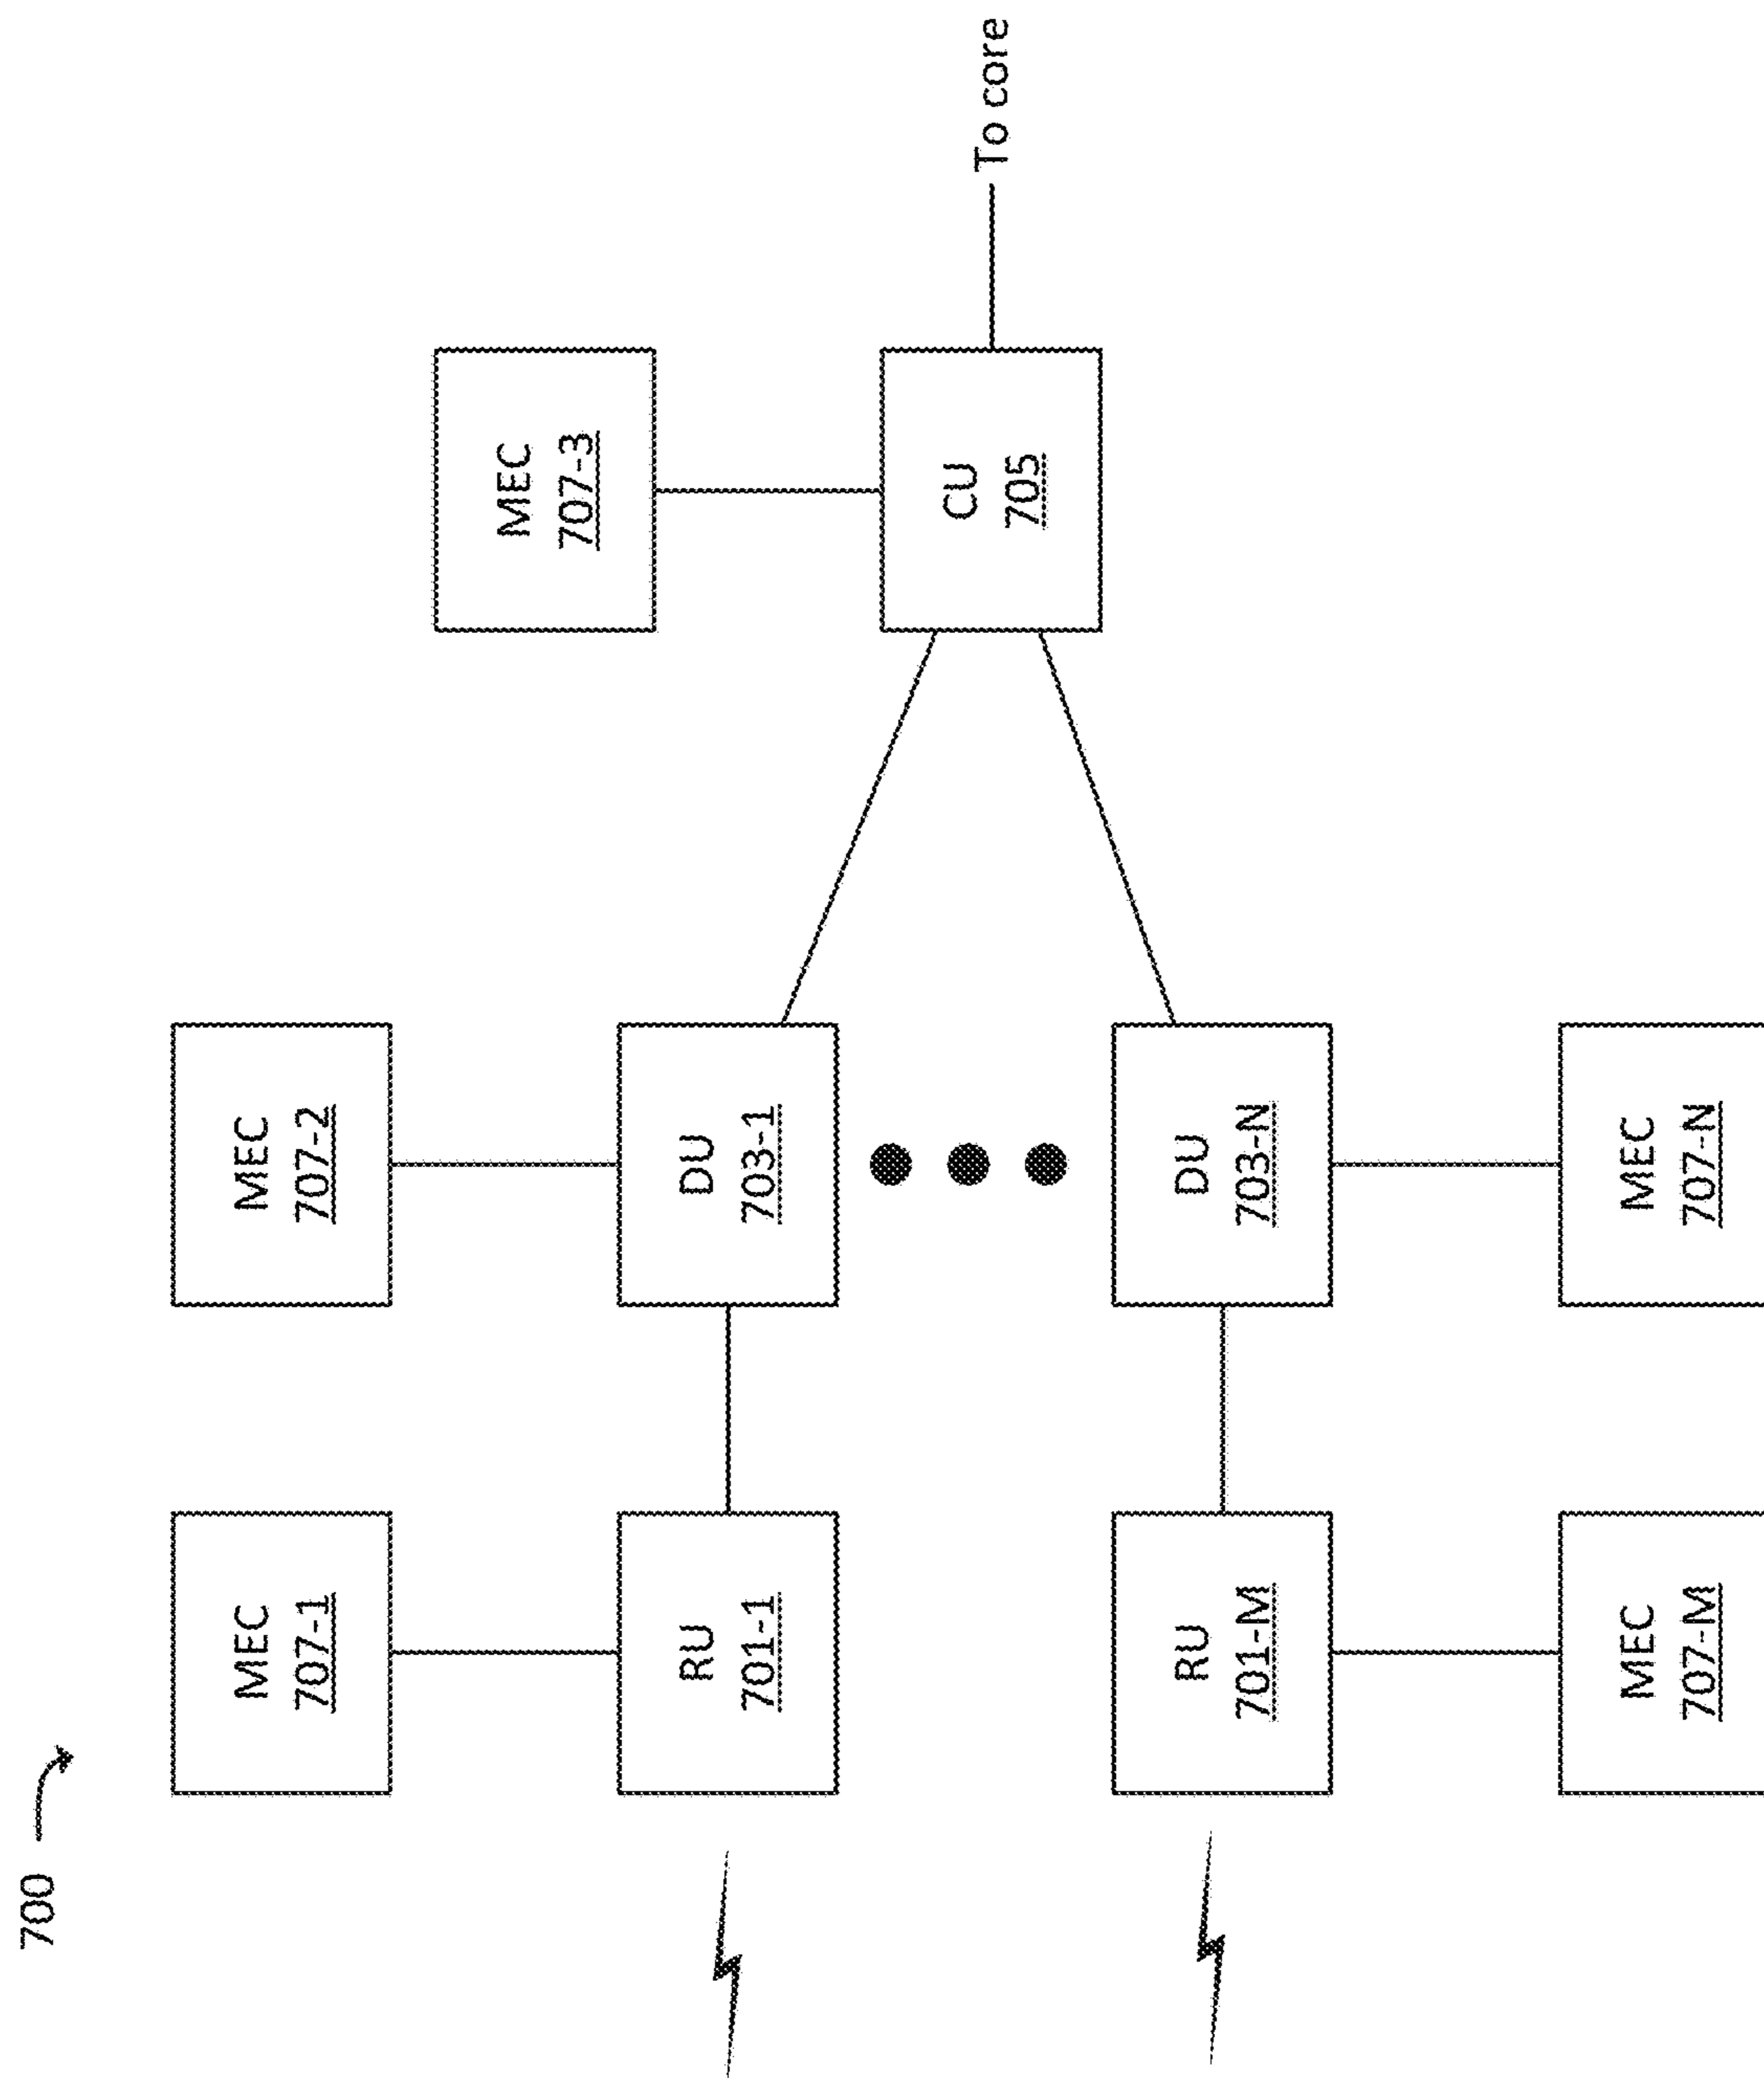 700
MEC
707-1
MEC
707-2
MEC
707-3
RU
701-1
DU
703-1
CU
705
To core
RU
701-M
DU
703-N
MEC
707-M
MEC
707-N